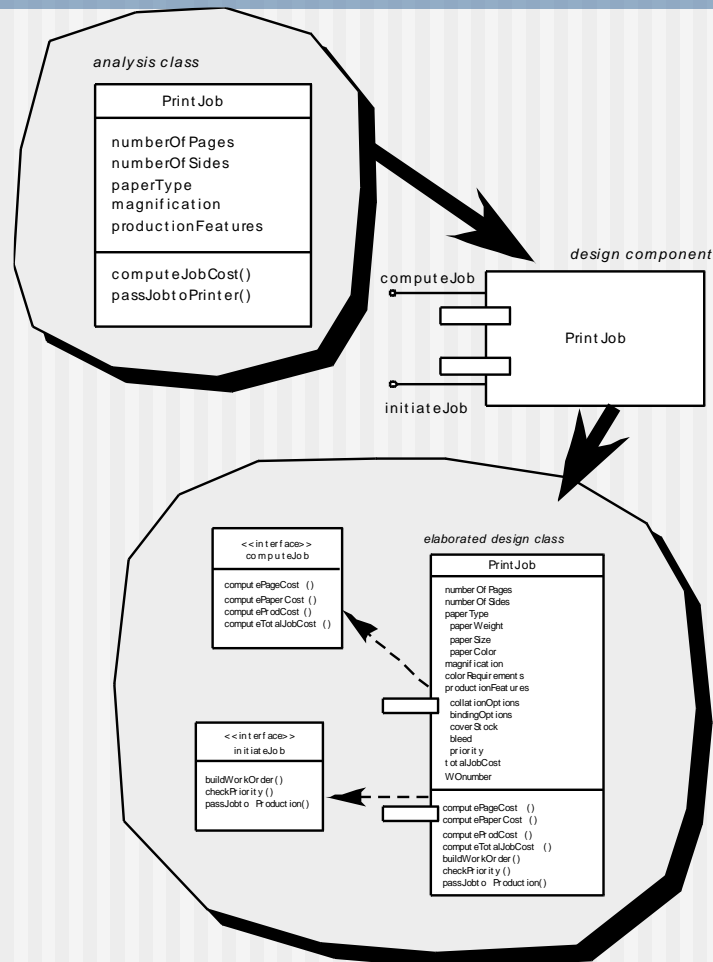 analysis class
PrintJob
numberOfPages
numberOfSides
paperType
magnification
productionFeatures
computeJobCost()
passJobtoPrinter()
design component
computeJob
PrintJob
initiateJob
elaborated design class
<<interface>>
computeJob
computePageCost ()
computePaperCost ()
computeProdCost ()
computeTotalJobCost ()
<<interface>>
initiateJob
buildWorkOrder ()
checkPriority ()
passJobto Production()
PrintJob
numberOfPages
numberOfSides
paperType
paperWeight
paperSize
paperColor
magnification
colorRequirements
productionFeatures
collationOptions
bindingOptions
coverStock
bleed
priority
totalJobCost
WOnumber
computePageCost ()
computePaperCost ()
computeProdCost ()
computeTotalJobCost ()
buildWorkOrder ()
checkPriority ()
passJobto Production()